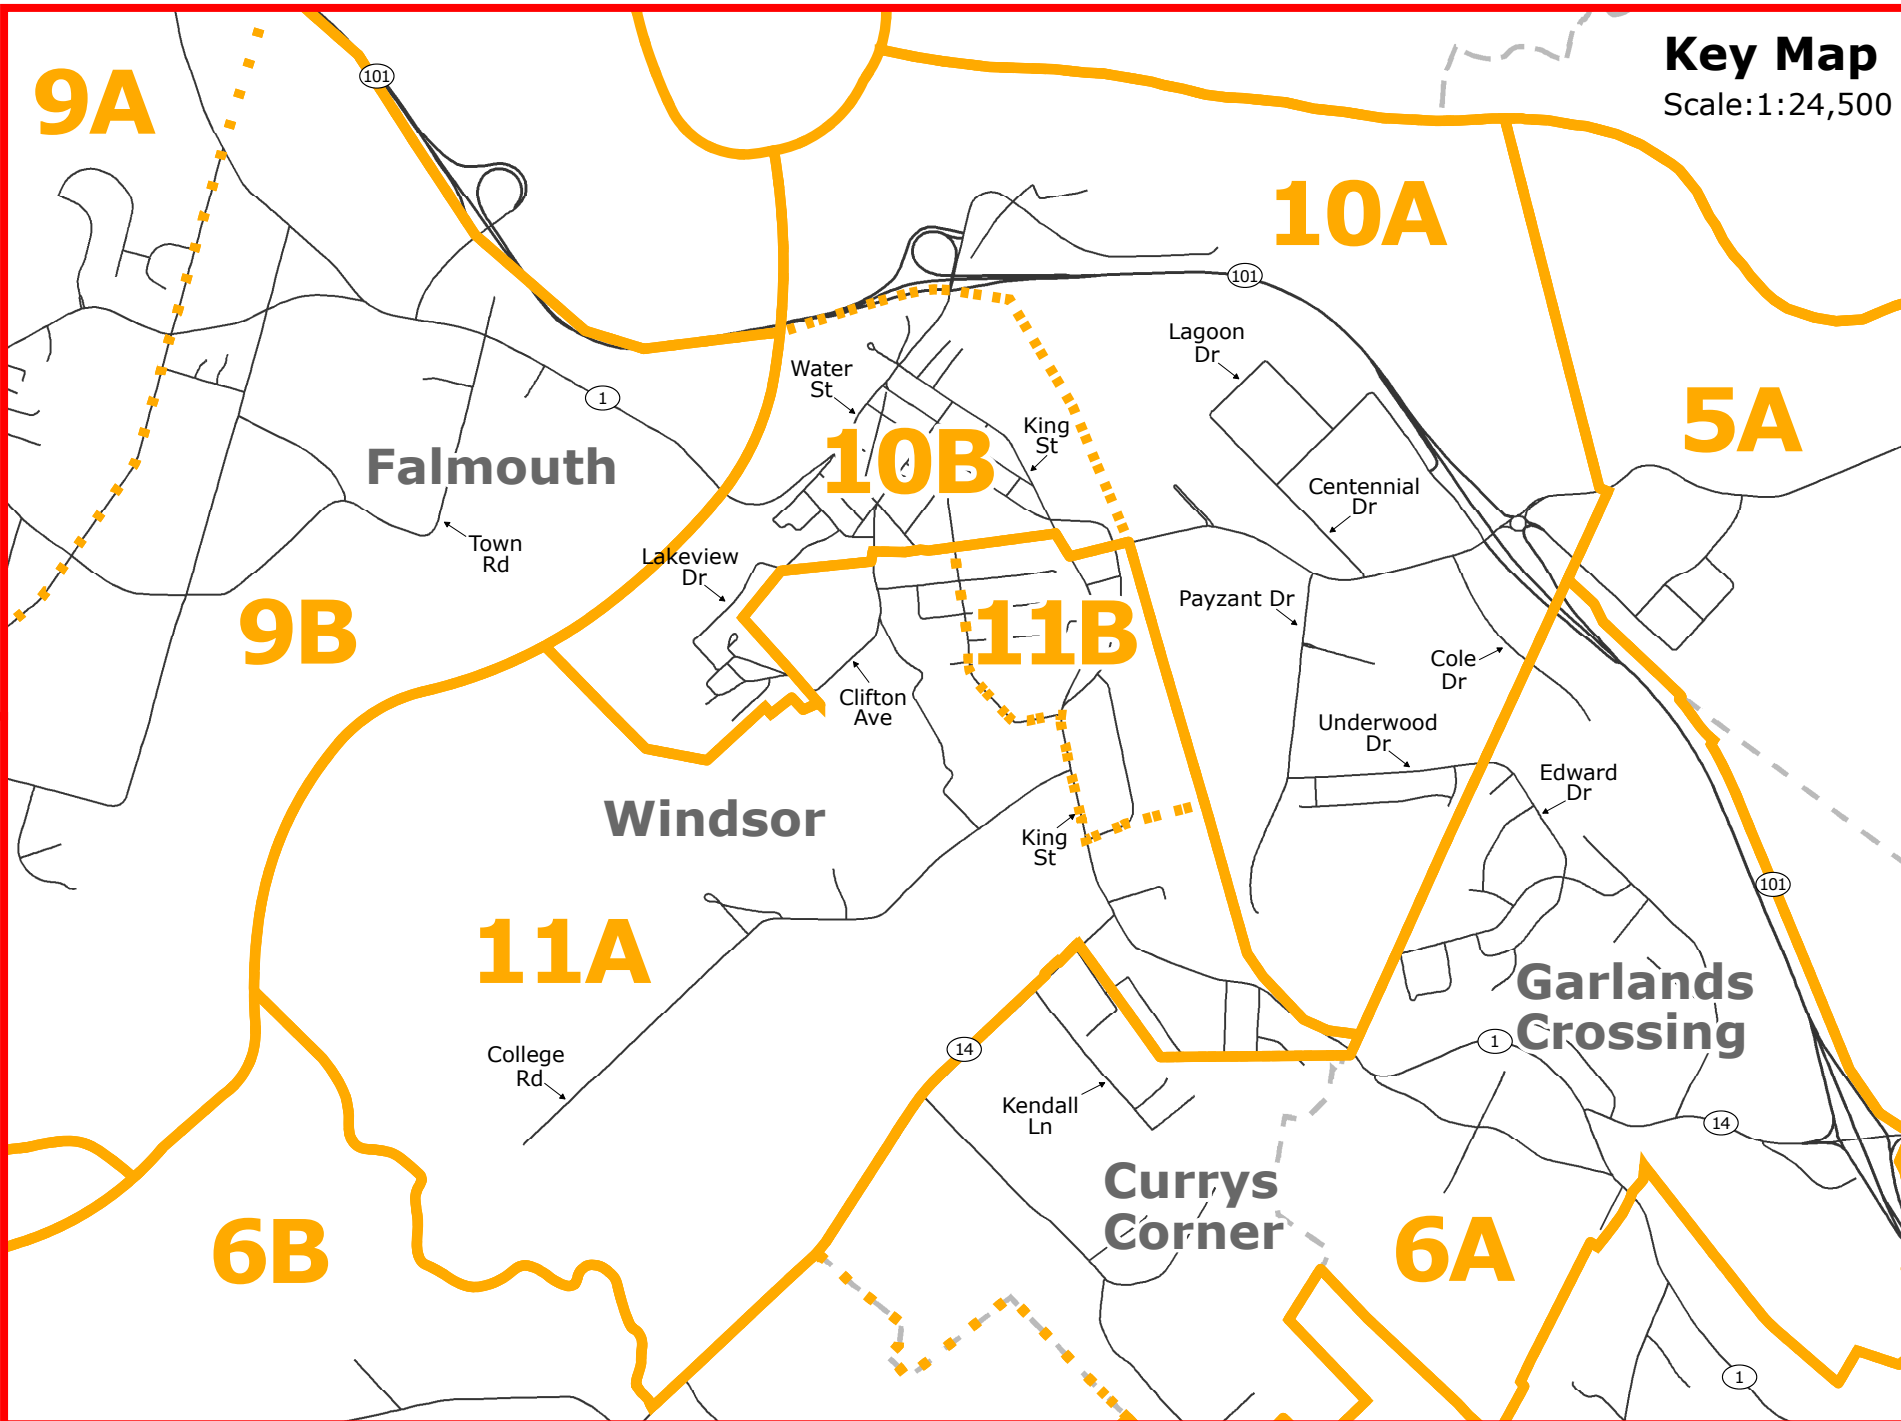 Key Map
Scale:1:24,500
9A
101
10A
101
Lagoon
Dr
Water
St
1
King
St
5A
10B
Falmouth
Centennial
Dr
Town
Rd
Lakeview
Dr
Payzant Dr
9B
11B
Cole
Dr
Clifton
Ave
Underwood
Dr
Edward
Dr
Windsor
King
St
101
11A
Garlands
Crossing
14
1
College
Rd
Kendall
Ln
14
Currys
Corner
6B
6A
1